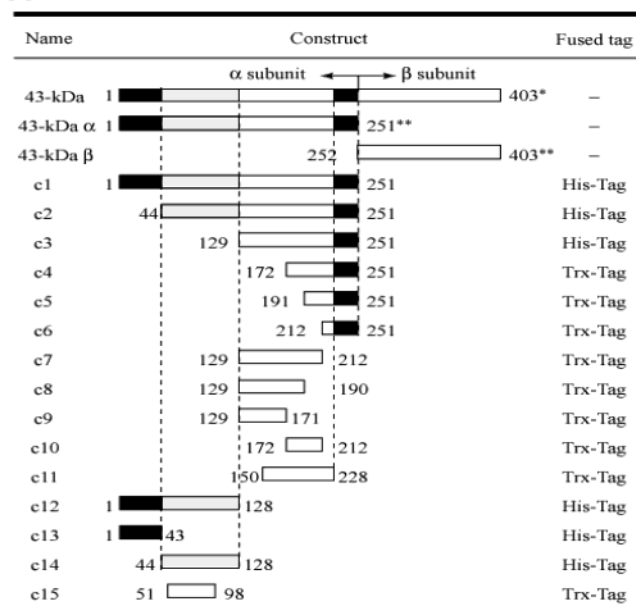 Name Construct Fused tag
α subunit β subunit
43-kDa 1 403* –
43-kDa α 1 251** –
43-kDa β 252 403** –
c1 1 251 His-Tag
c2 44 251 His-Tag
c3 129 251 His-Tag
c4 172 251 Trx-Tag
c5 191 251 Trx-Tag
c6 212 251 Trx-Tag
c7 129 212 Trx-Tag
c8 129 190 Trx-Tag
c9 129 171 Trx-Tag
c10 172 212 Trx-Tag
c11 150 228 Trx-Tag
c12 1 128 His-Tag
c13 1 43 His-Tag
c14 44 128 His-Tag
c15 51 98 Trx-Tag